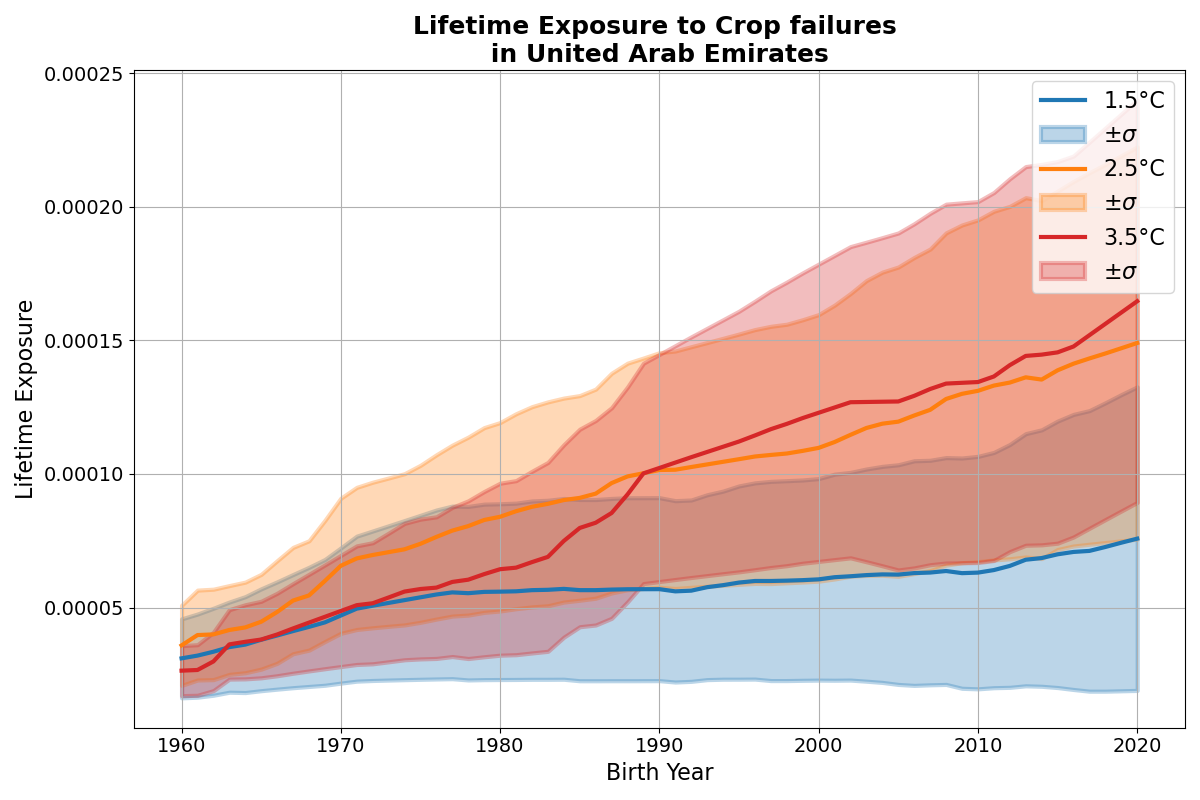 Lifetime Exposure to Crop failures
in United Arab Emirates
0.00025
0.00020
0.00015
0.00010
0.00005
Lifetime Exposure
1.5°C
±σ
2.5°C
±σ
3.5°C
±σ
1960 1970 1980 1990 2000 2010 2020
Birth Year